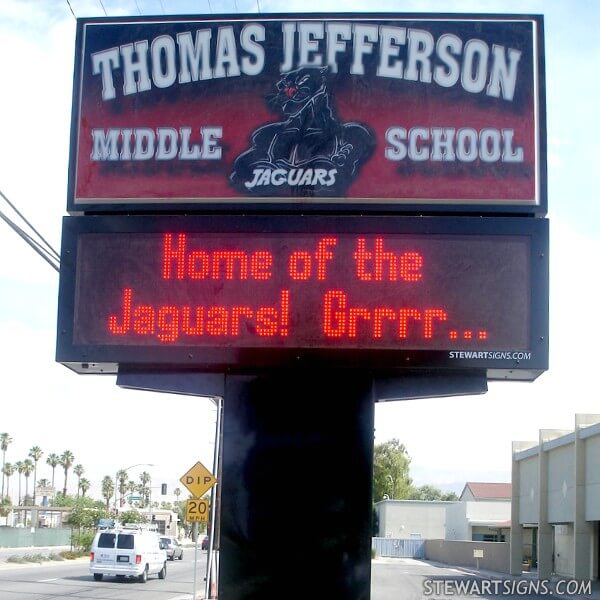 THOMAS JEFFERSON
MIDDLE SCHOOL
JAGUARS
Home of the
Jaguars! Grrrr...
STEWARTSIGNS.COM
DIP
20
MPH
© STEWARTSIGNS.COM